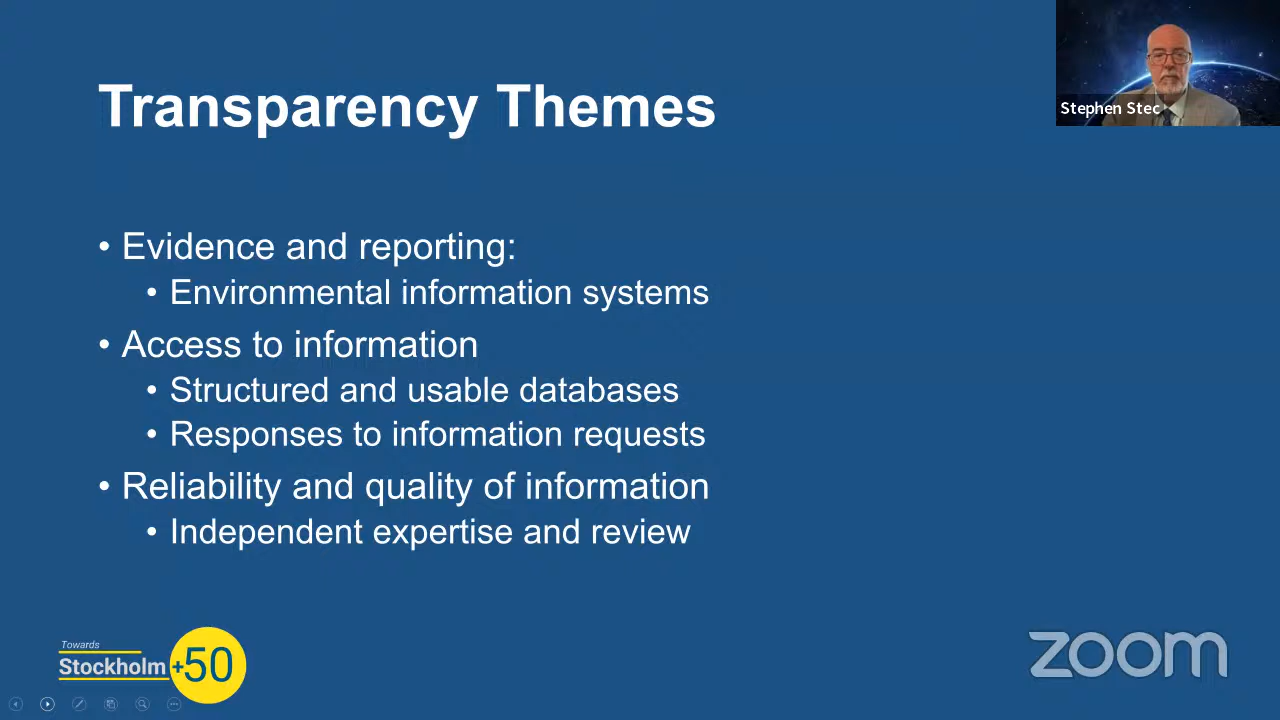 Transparency Themes
Stephen Stec
• Evidence and reporting:
• Environmental information systems
• Access to information
• Structured and usable databases
• Responses to information requests
• Reliability and quality of information
• Independent expertise and review
Towards
Stockholm +50
zoom